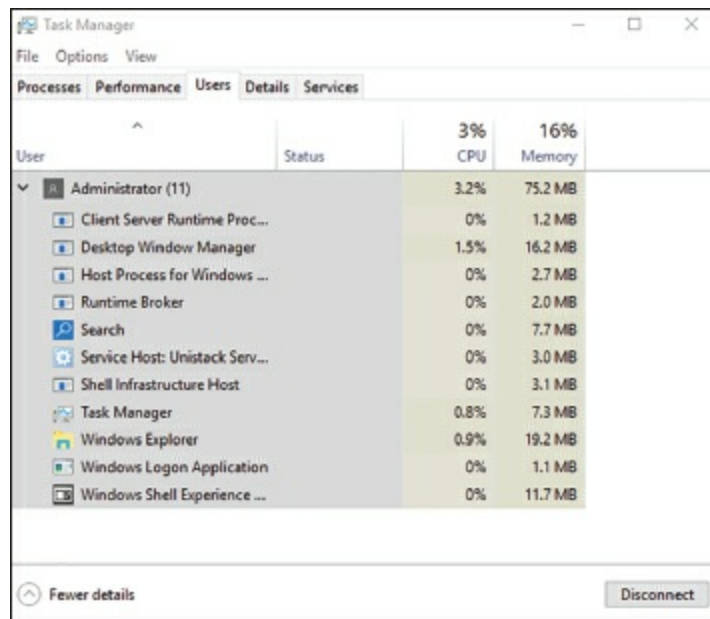 Task Manager
File Options View
Processes Performance Users Details Services
3% 16%
User Status CPU Memory
Administrator (11) 3.2% 75.2 MB
Client Server Runtime Proc... 0% 1.2 MB
Desktop Window Manager 1.5% 16.2 MB
Host Process for Windows ... 0% 2.7 MB
Runtime Broker 0% 2.0 MB
Search 0% 7.7 MB
Service Host: Unistack Serv... 0% 3.0 MB
Shell Infrastructure Host 0% 3.1 MB
Task Manager 0.8% 7.3 MB
Windows Explorer 0.9% 19.2 MB
Windows Logon Application 0% 1.1 MB
Windows Shell Experience ... 0% 11.7 MB
Fewer details Disconnect